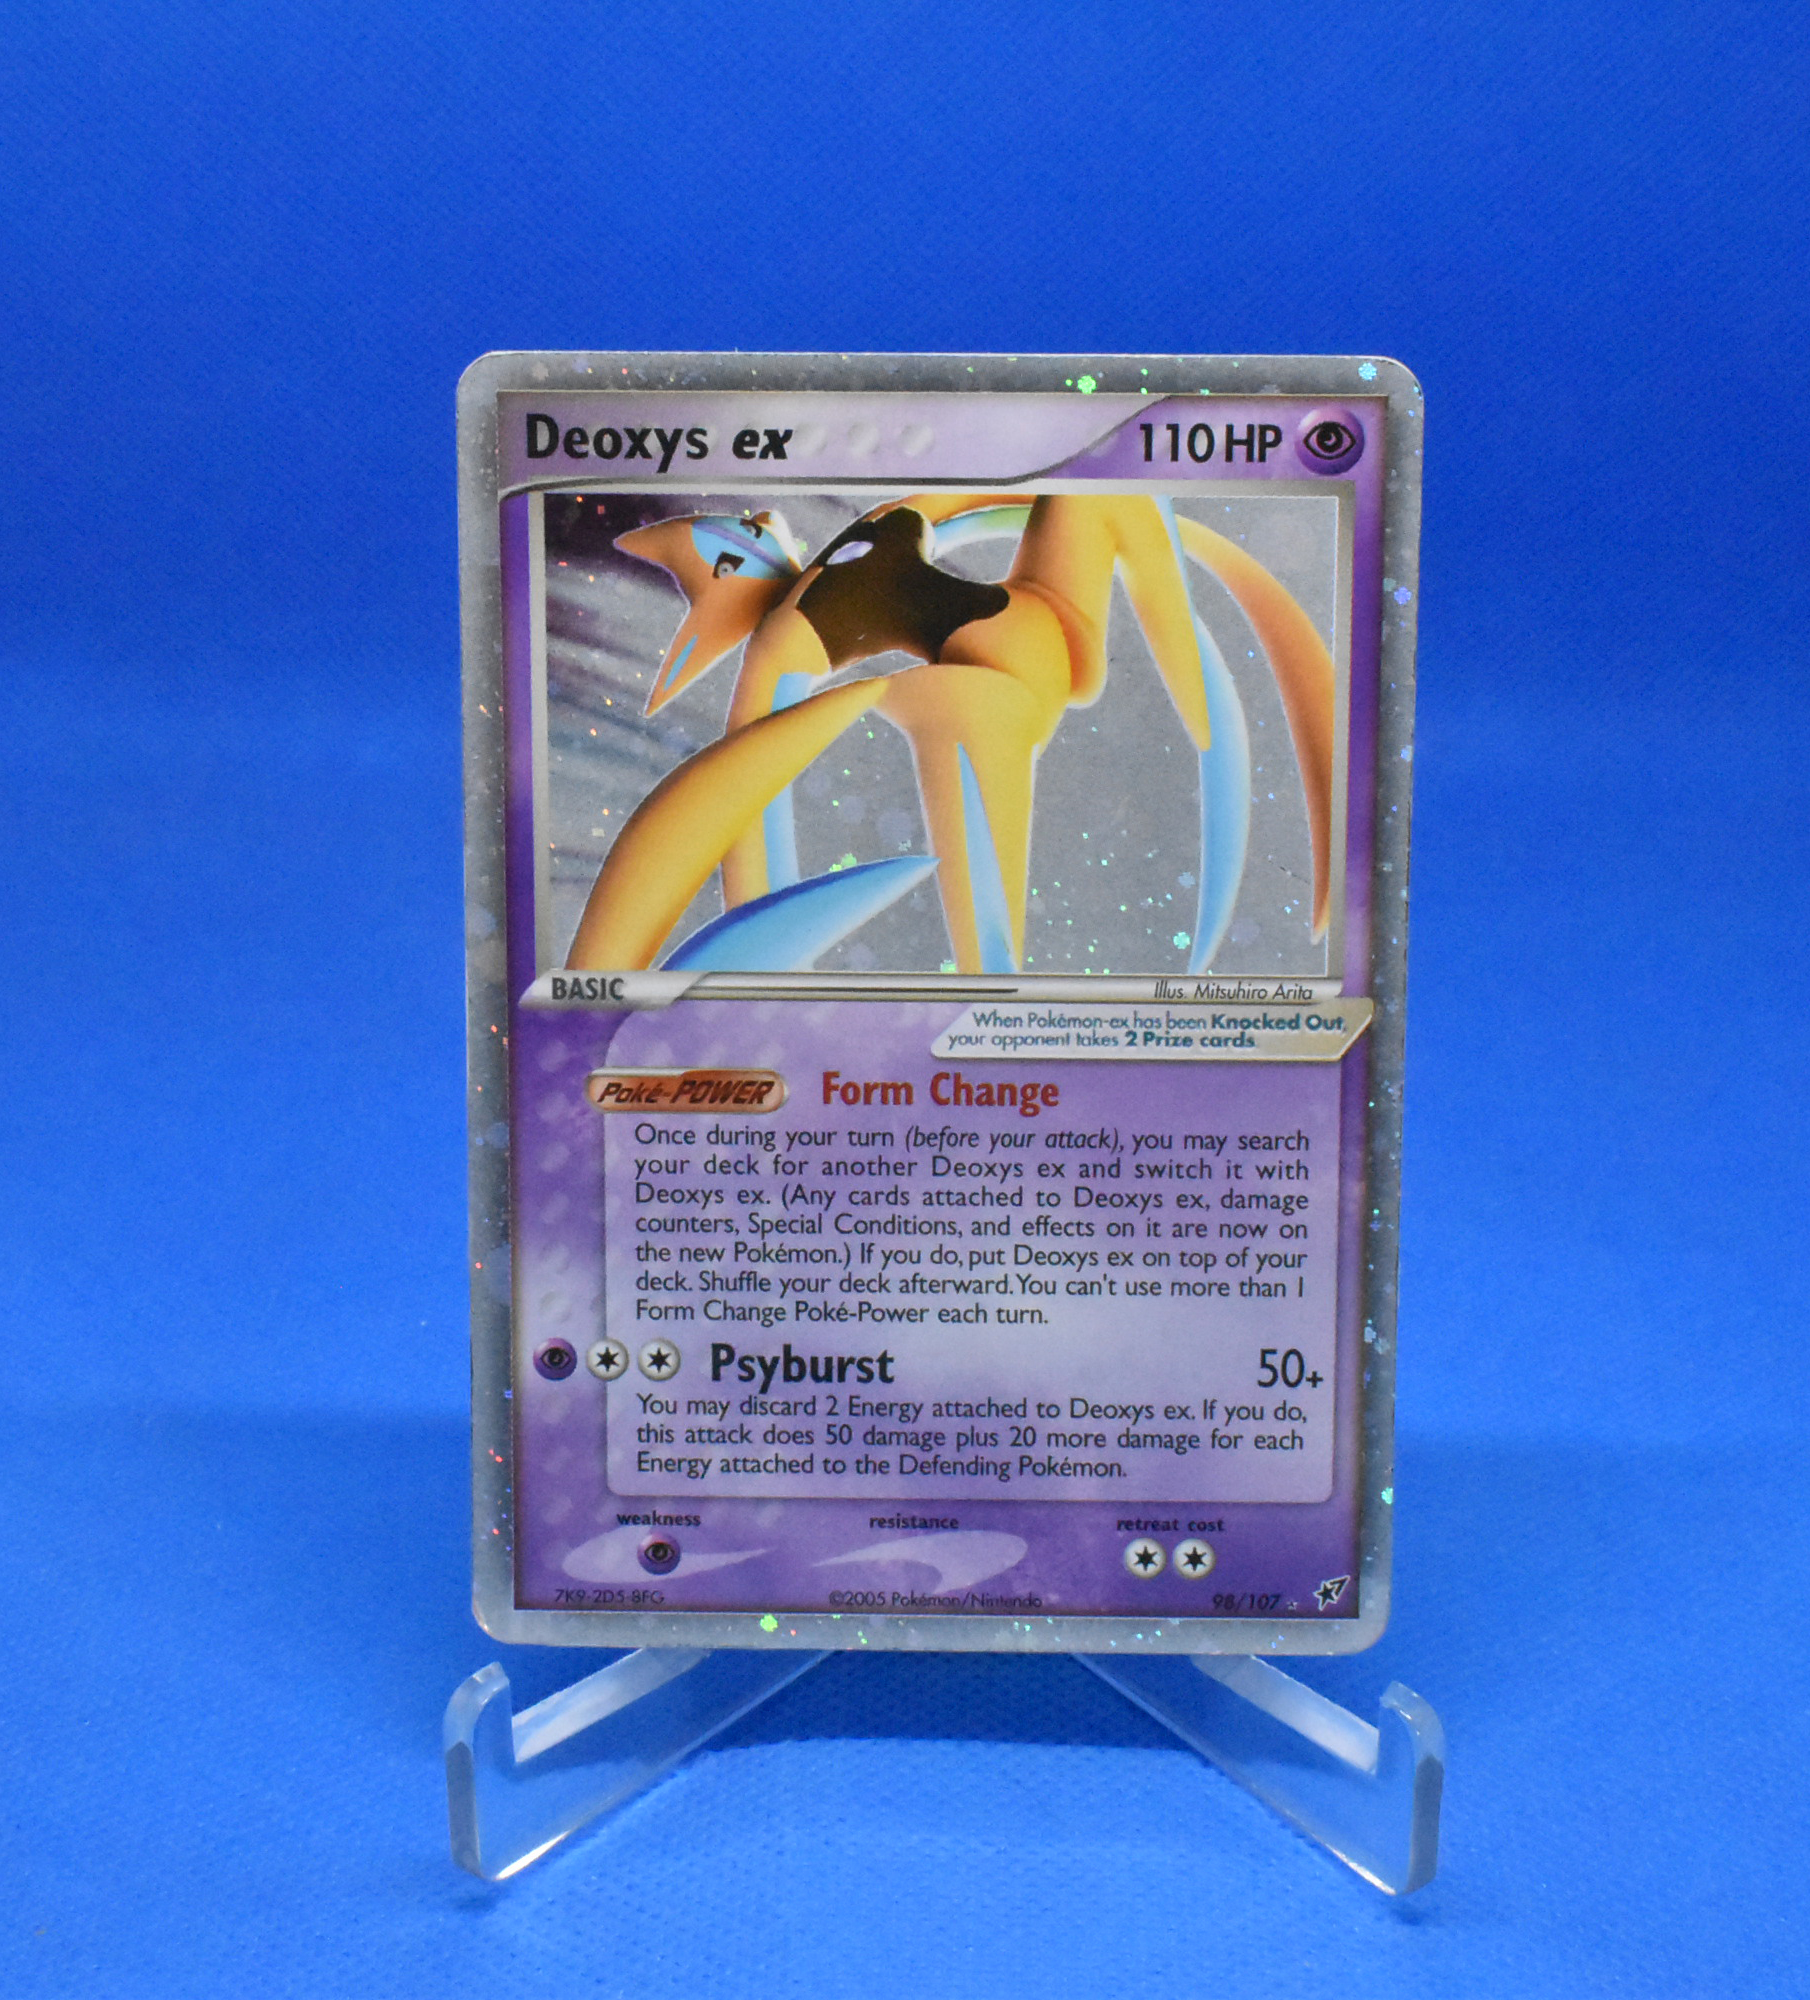 Deoxys ex 110 HP
BASIC
Illus. Mitsuhiro Arita
When Pokémon-ex has been Knocked Out,
your opponent takes 2 Prize cards.
Poké-POWER Form Change
Once during your turn (before your attack), you may search
your deck for another Deoxys ex and switch it with
Deoxys ex. (Any cards attached to Deoxys ex, damage
counters, Special Conditions, and effects on it are now on
the new Pokémon.) If you do, put Deoxys ex on top of your
deck. Shuffle your deck afterward. You can't use more than 1
Form Change Poké-Power each turn.
Psyburst 50+
You may discard 2 Energy attached to Deoxys ex. If you do,
this attack does 50 damage plus 20 more damage for each
Energy attached to the Defending Pokémon.
weakness resistance retreat cost
7K9-2D5-8FG ©2005 Pokémon/Nintendo 98/107